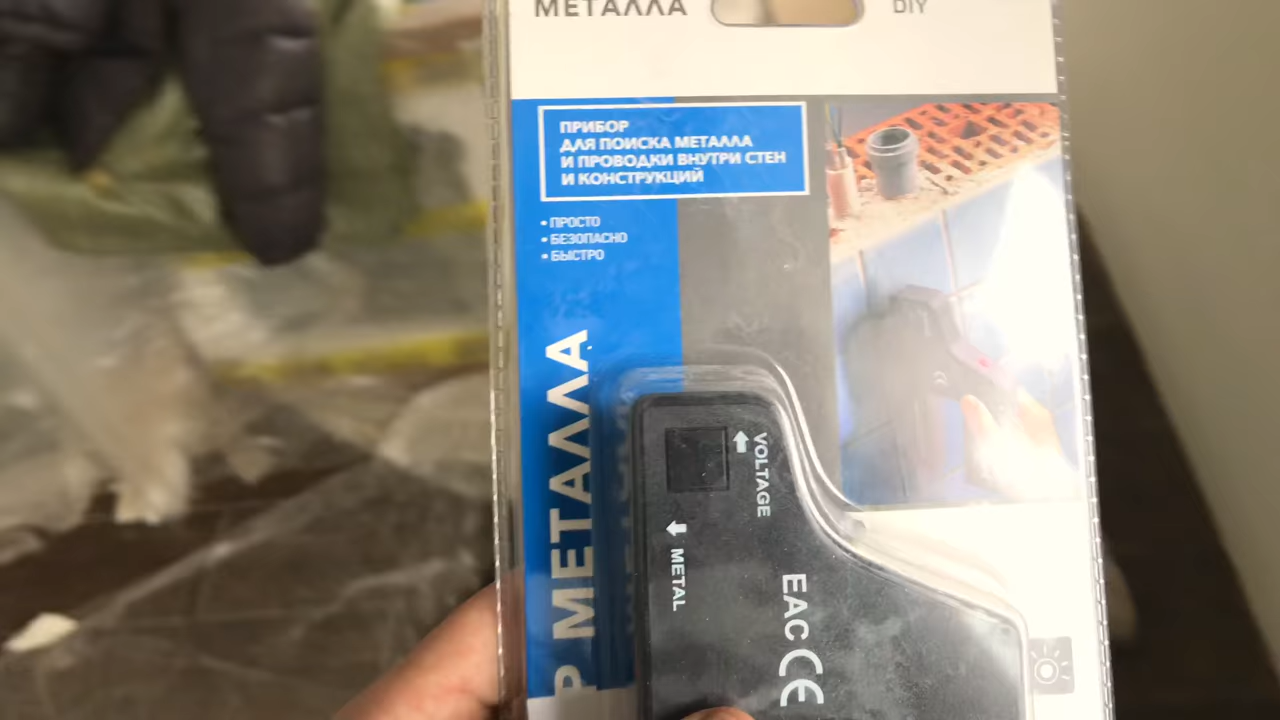 МЕТАЛЛА
DIY
ПРИБОР
ДЛЯ ПОИСКА МЕТАЛЛА
И ПРОВОДКИ ВНУТРИ СТЕН
И КОНСТРУКЦИЙ
• ПРОСТО
• БЕЗОПАСНО
• БЫСТРО
Р МЕТАЛЛА
VOLTAGE
METAL
EAC CE